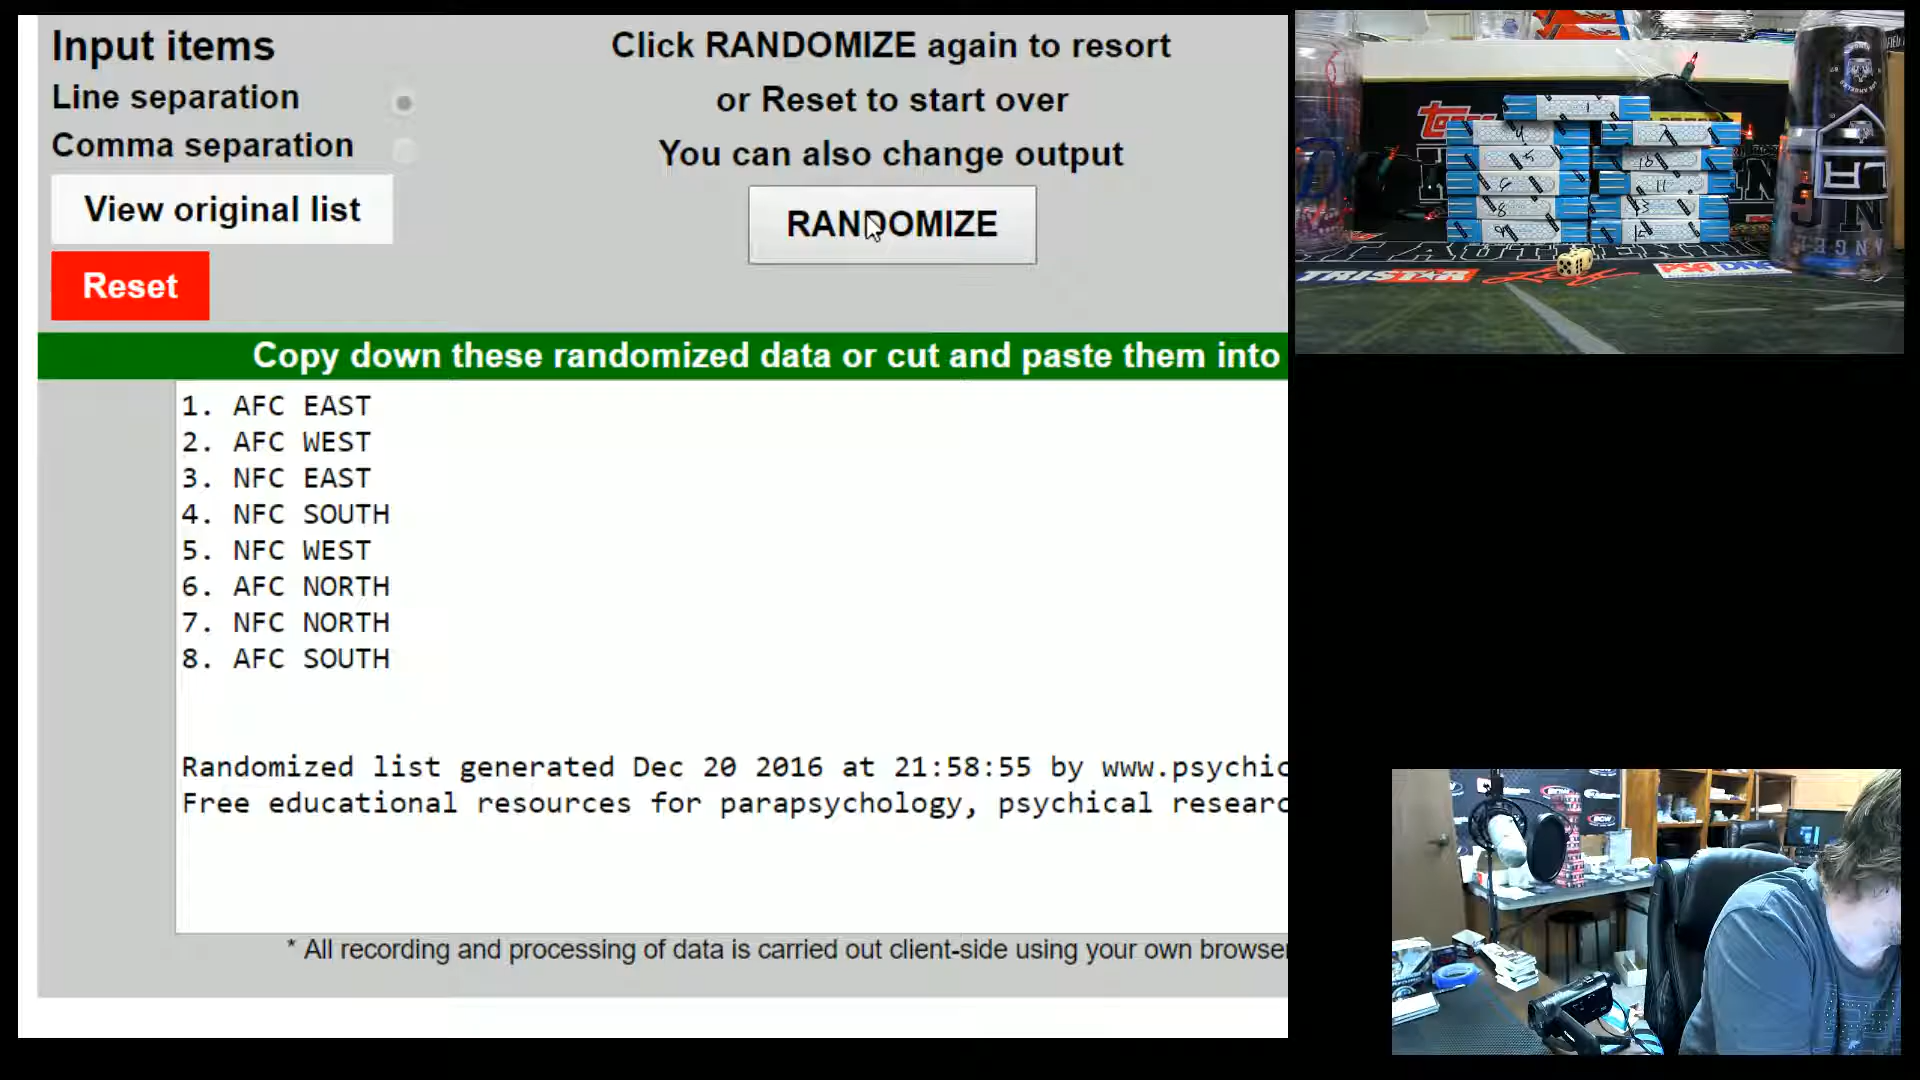 Input items
Line separation
Comma separation
View original list
Reset
Click RANDOMIZE again to resort
or Reset to start over
You can also change output
RANDOMIZE
Copy down these randomized data or cut and paste them into
1. AFC EAST
2. AFC WEST
3. NFC EAST
4. NFC SOUTH
5. NFC WEST
6. AFC NORTH
7. NFC NORTH
8. AFC SOUTH
Randomized list generated Dec 20 2016 at 21:58:55 by www.psychic
Free educational resources for parapsychology, psychical researc
* All recording and processing of data is carried out client-side using your own browser
Topps
TRISTAR
Leaf
PSA DNA